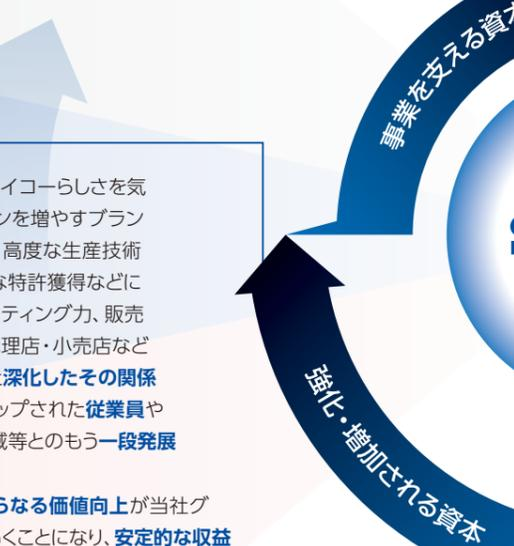 イコーらしさを気
ンを増やすブラン
高度な生産技術
な特許獲得などに
ティング力、販売
理店・小売店など
深化したその関係
ップされた従業員や
域等とのもう一段発展
らなる価値向上が当社グ
くことになり、安定的な収益
事業を支える資本
強化・増加される資本